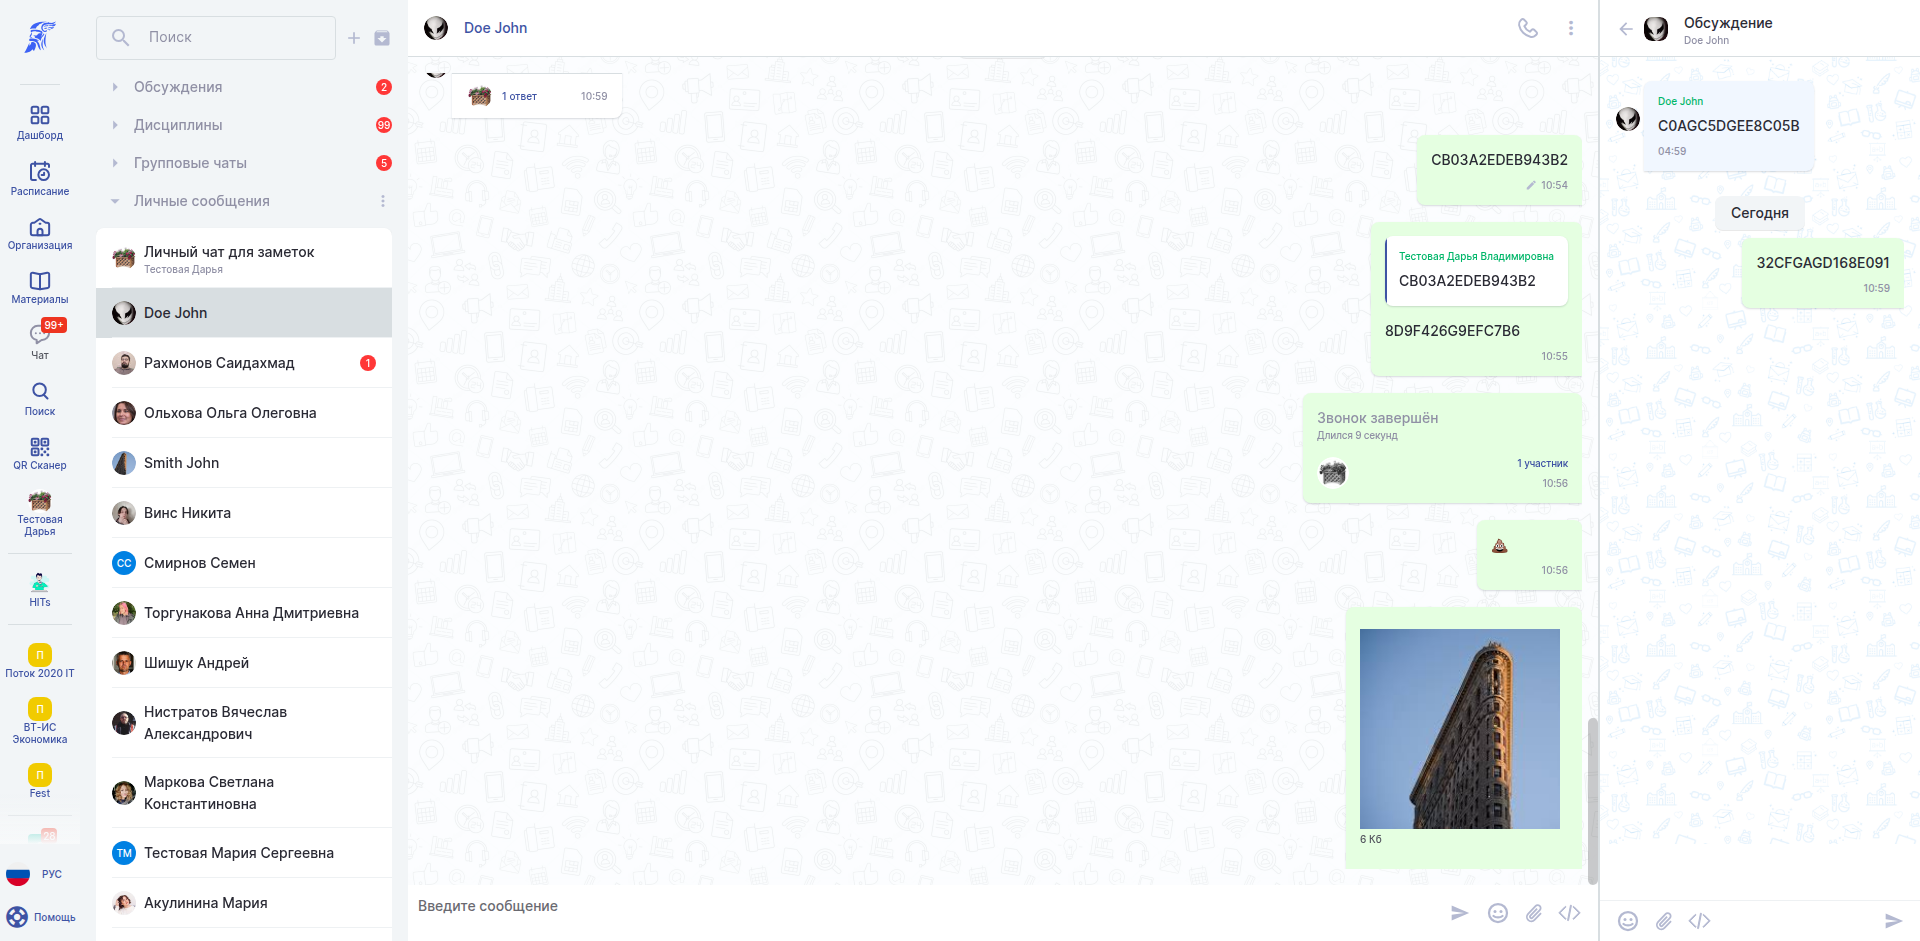 Дашборд
Расписание
Организация
Материалы
99+
Чат
Поиск
QR Сканер
Тестовая
Дарья
HITs
П
Поток 2020 IT
П
ВТ-ИС
Экономика
П
Fest
28
РУС
Помощь
Поиск
Обсуждения
2
Дисциплины
99
Групповые чаты
5
Личные сообщения
Личный чат для заметок
Тестовая Дарья
Doe John
Рахмонов Саидахмад
1
Ольхова Ольга Олеговна
Smith John
Винс Никита
СС
Смирнов Семен
Торгунакова Анна Дмитриевна
Шишук Андрей
Нистратов Вячеслав
Александрович
Маркова Светлана
Константиновна
ТМ
Тестовая Мария Сергеевна
Акулинина Мария
Doe John
1 ответ
10:59
CB03A2EDEB943B2
10:54
Тестовая Дарья Владимировна
CB03A2EDEB943B2
8D9F426G9EFC7B6
10:55
Звонок завершён
Длился 9 секунд
1 участник
10:56
10:56
6 Кб
Введите сообщение
Обсуждение
Doe John
Doe John
C0AGC5DGEE8C05B
04:59
Сегодня
32CFGAGD168E091
10:59